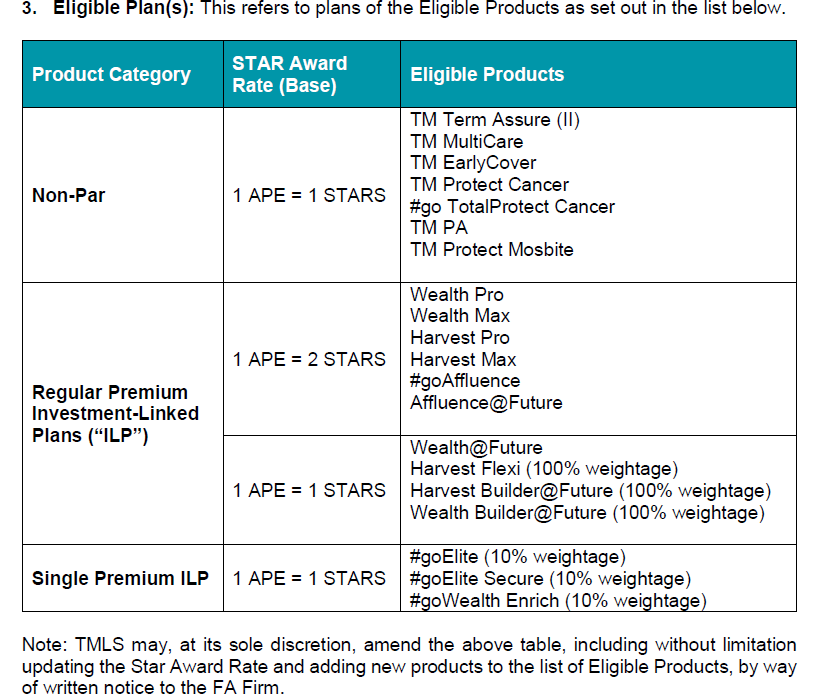 3. Eligible Plan(s): This refers to plans of the Eligible Products as set out in the list below.
Product Category
STAR Award
Rate (Base)
Eligible Products
Non-Par
1 APE = 1 STARS
TM Term Assure (II)
TM MultiCare
TM EarlyCover
TM Protect Cancer
#go TotalProtect Cancer
TM PA
TM Protect Mosbite
Regular Premium
Investment-Linked
Plans (“ILP”)
1 APE = 2 STARS
Wealth Pro
Wealth Max
Harvest Pro
Harvest Max
#goAffluence
Affluence@Future
1 APE = 1 STARS
Wealth@Future
Harvest Flexi (100% weightage)
Harvest Builder@Future (100% weightage)
Wealth Builder@Future (100% weightage)
Single Premium ILP
1 APE = 1 STARS
#goElite (10% weightage)
#goElite Secure (10% weightage)
#goWealth Enrich (10% weightage)
Note: TMLS may, at its sole discretion, amend the above table, including without limitation
updating the Star Award Rate and adding new products to the list of Eligible Products, by way
of written notice to the FA Firm.